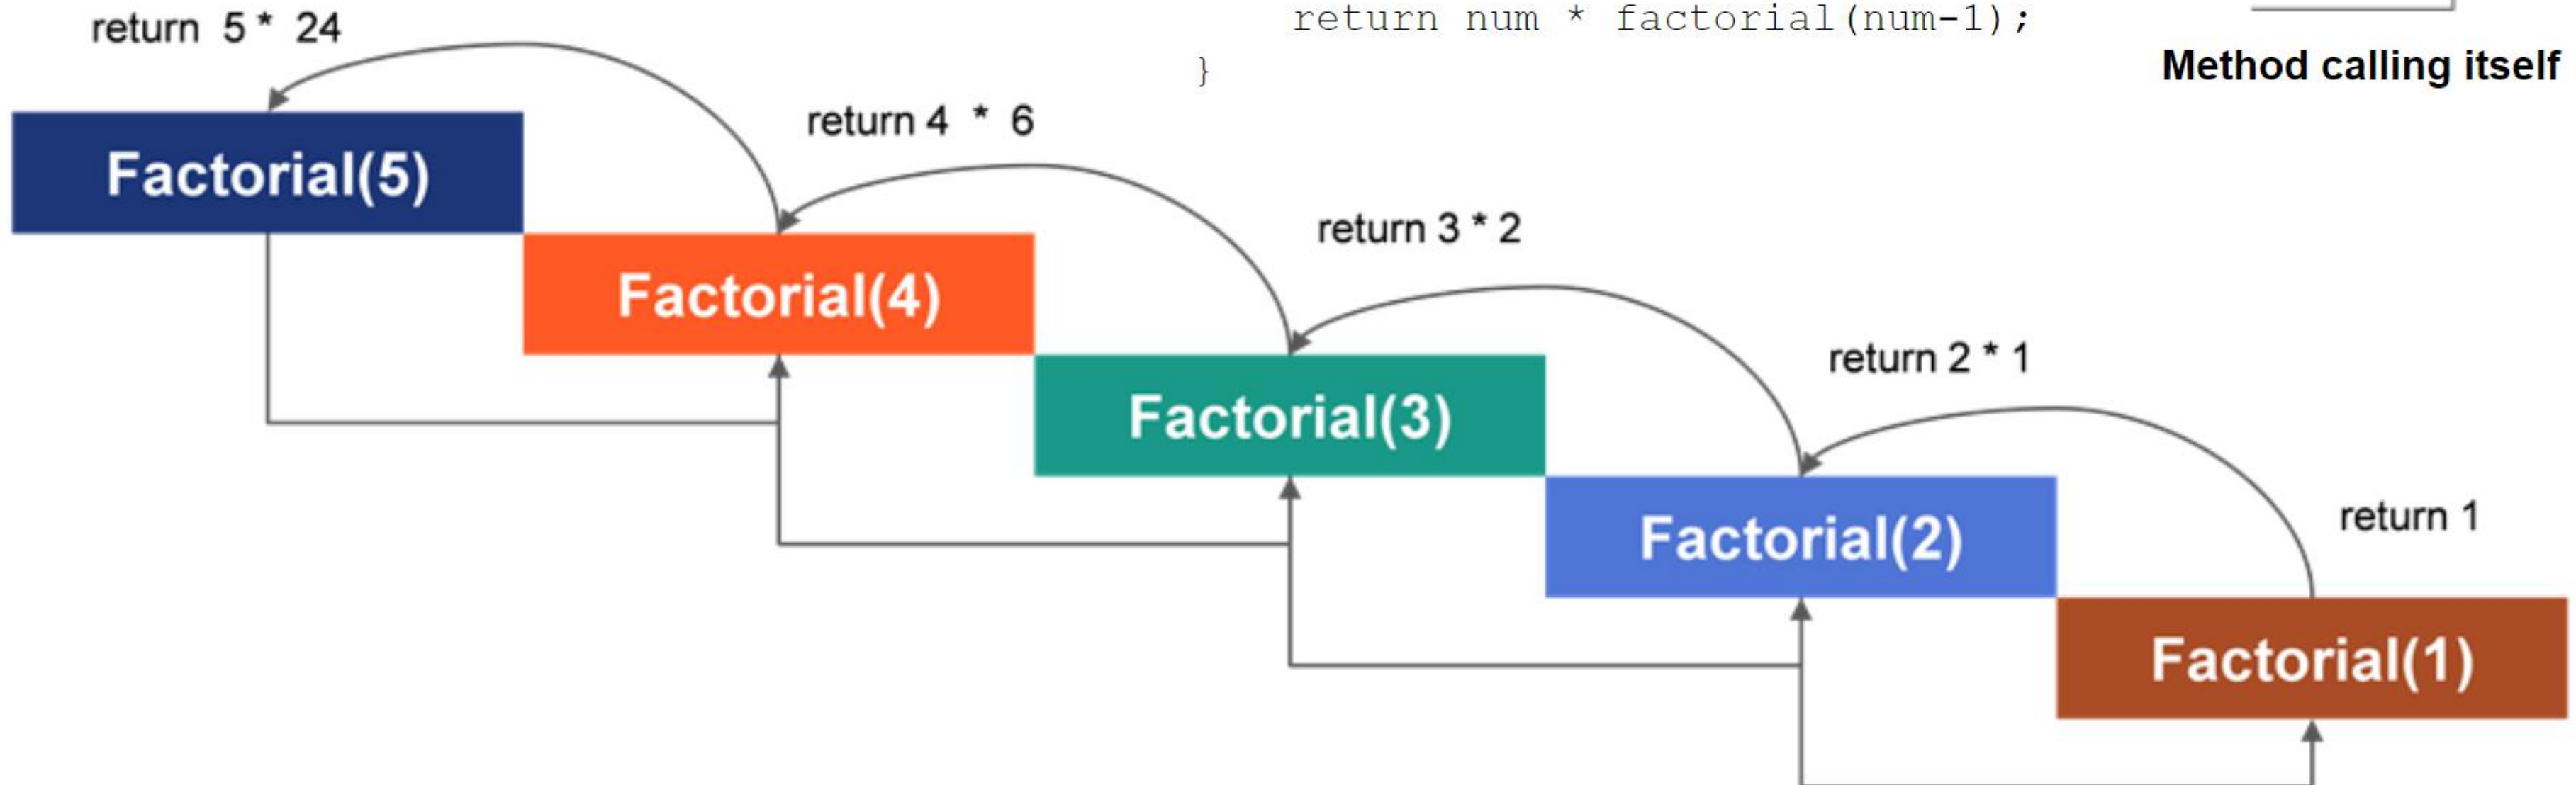 return 5 * 24
return num * factorial(num-1);
}
Method calling itself
return 4 * 6
Factorial(5)
return 3 * 2
Factorial(4)
return 2 * 1
Factorial(3)
return 1
Factorial(2)
Factorial(1)